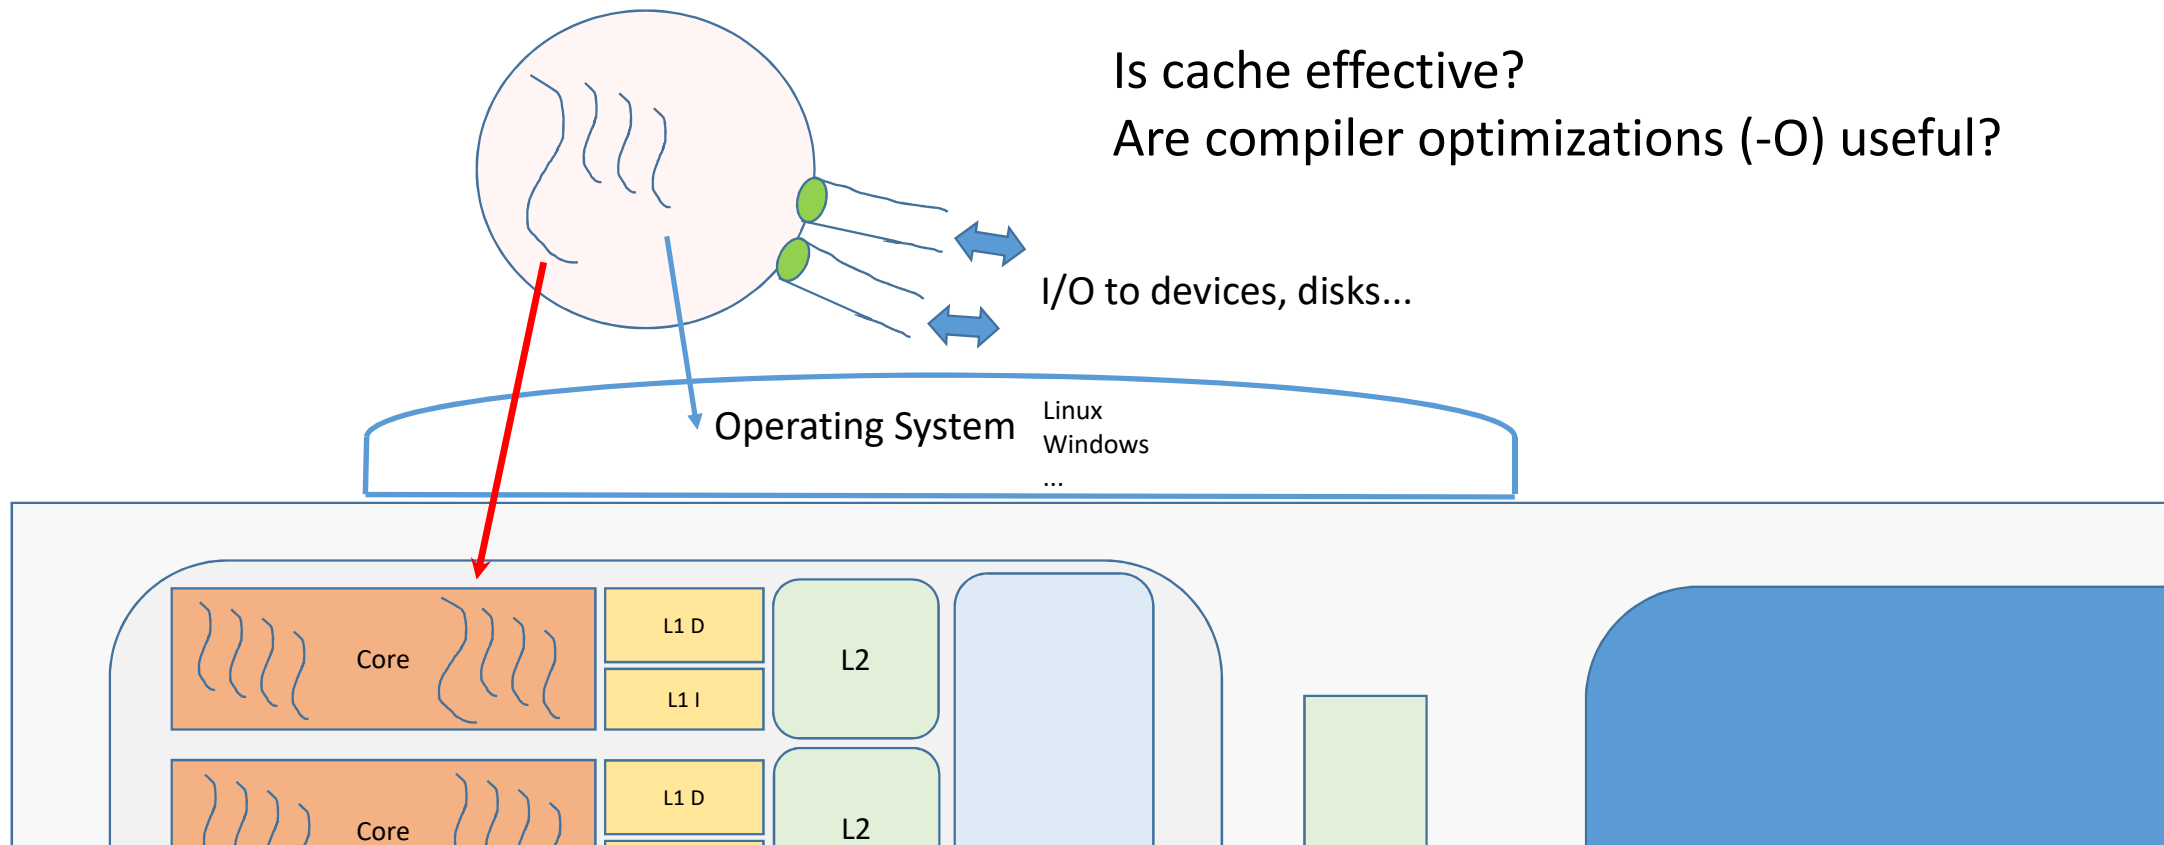 Is cache effective?
Are compiler optimizations (-O) useful?
I/O to devices, disks...
Operating System
Linux
Windows
...
Core
L1 D
L1 I
L2
Core
L1 D
L2